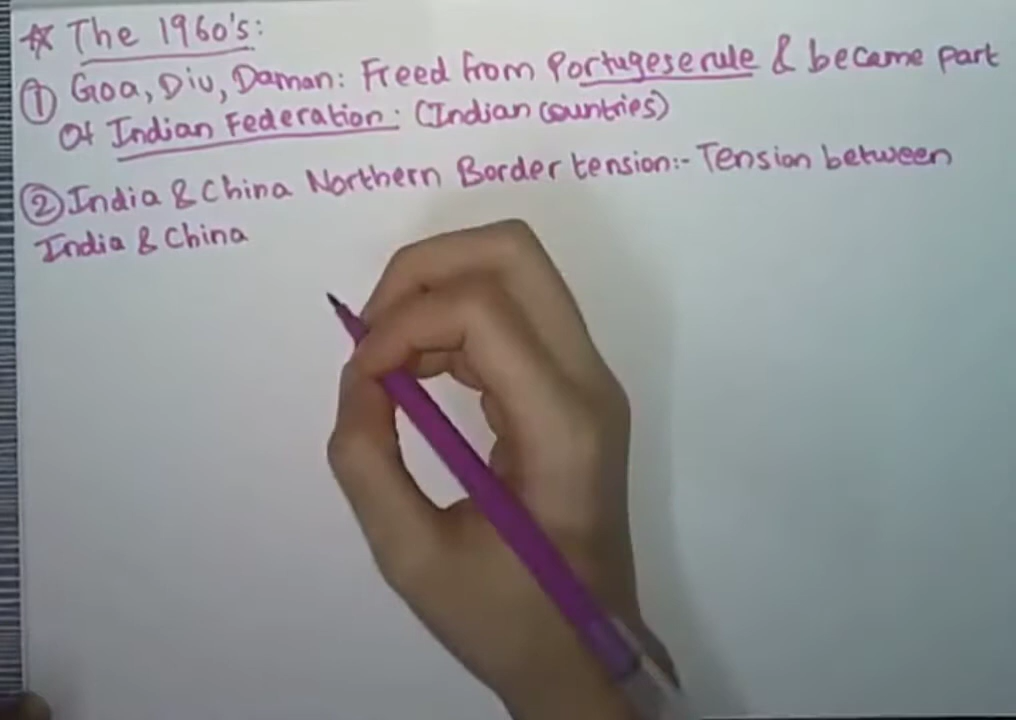 ☆ The 1960's:
① Goa, Diu, Daman: Freed from Portugese rule & became part
Of Indian Federation: (Indian countries)
② India & China Northern Border tension:- Tension between
India & China